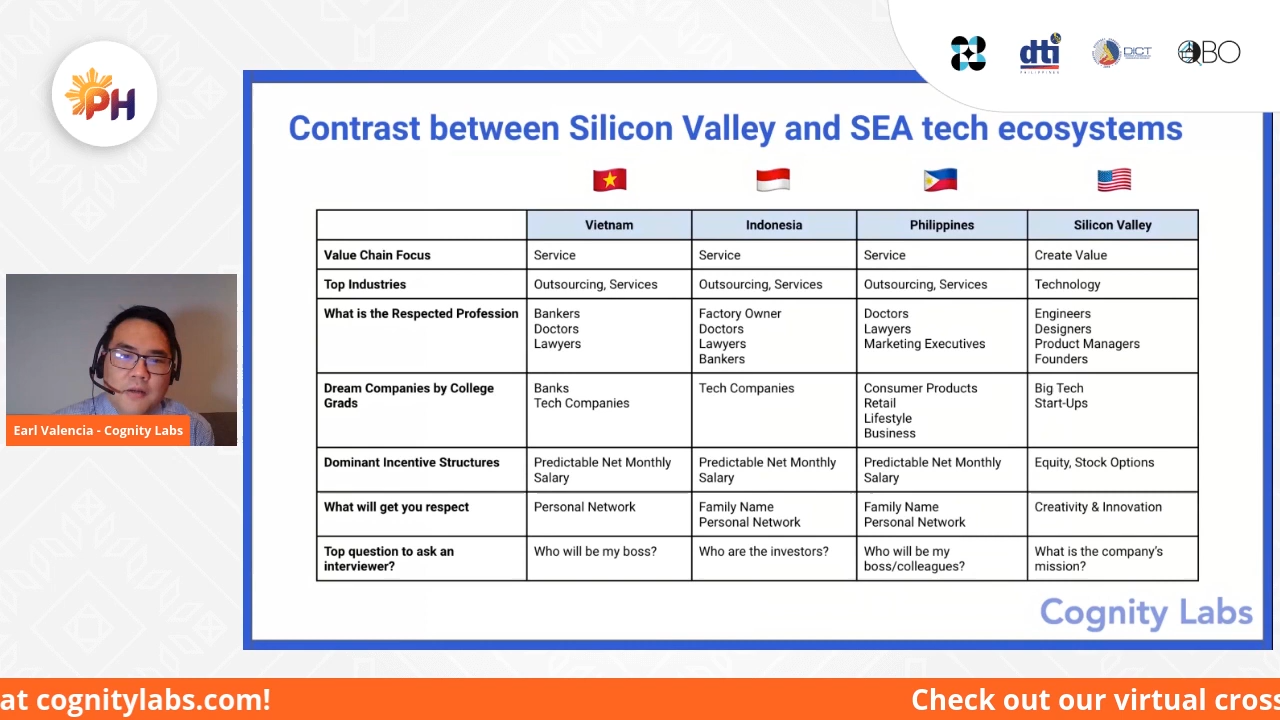 PH
dti
PHILIPPINES
DICT
QBO
Contrast between Silicon Valley and SEA tech ecosystems
Vietnam Indonesia Philippines Silicon Valley
Value Chain Focus Service Service Service Create Value
Top Industries Outsourcing, Services Outsourcing, Services Outsourcing, Services Technology
What is the Respected Profession Bankers Factory Owner Doctors Engineers
Doctors Doctors Lawyers Designers
Lawyers Lawyers Marketing Executives Product Managers
Bankers Founders
Dream Companies by College Banks Tech Companies Consumer Products Big Tech
Grads Tech Companies Retail Start-Ups
Lifestyle
Business
Dominant Incentive Structures Predictable Net Monthly Predictable Net Monthly Predictable Net Monthly Equity, Stock Options
Salary Salary Salary
What will get you respect Personal Network Family Name Family Name Creativity & Innovation
Personal Network Personal Network
Top question to ask an Who will be my boss? Who are the investors? Who will be my What is the company's
interviewer? boss/colleagues? mission?
Earl Valencia - Cognity Labs
Cognity Labs
at cognitylabs.com! Check out our virtual cross